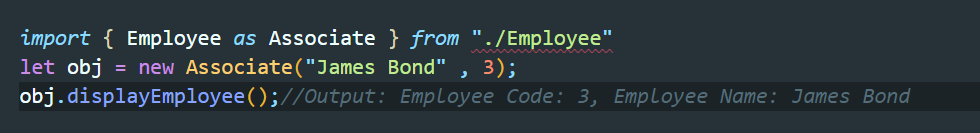 import { Employee as Associate } from "./Employee"
let obj = new Associate("James Bond" , 3);
obj.displayEmployee();//Output: Employee Code: 3, Employee Name: James Bond